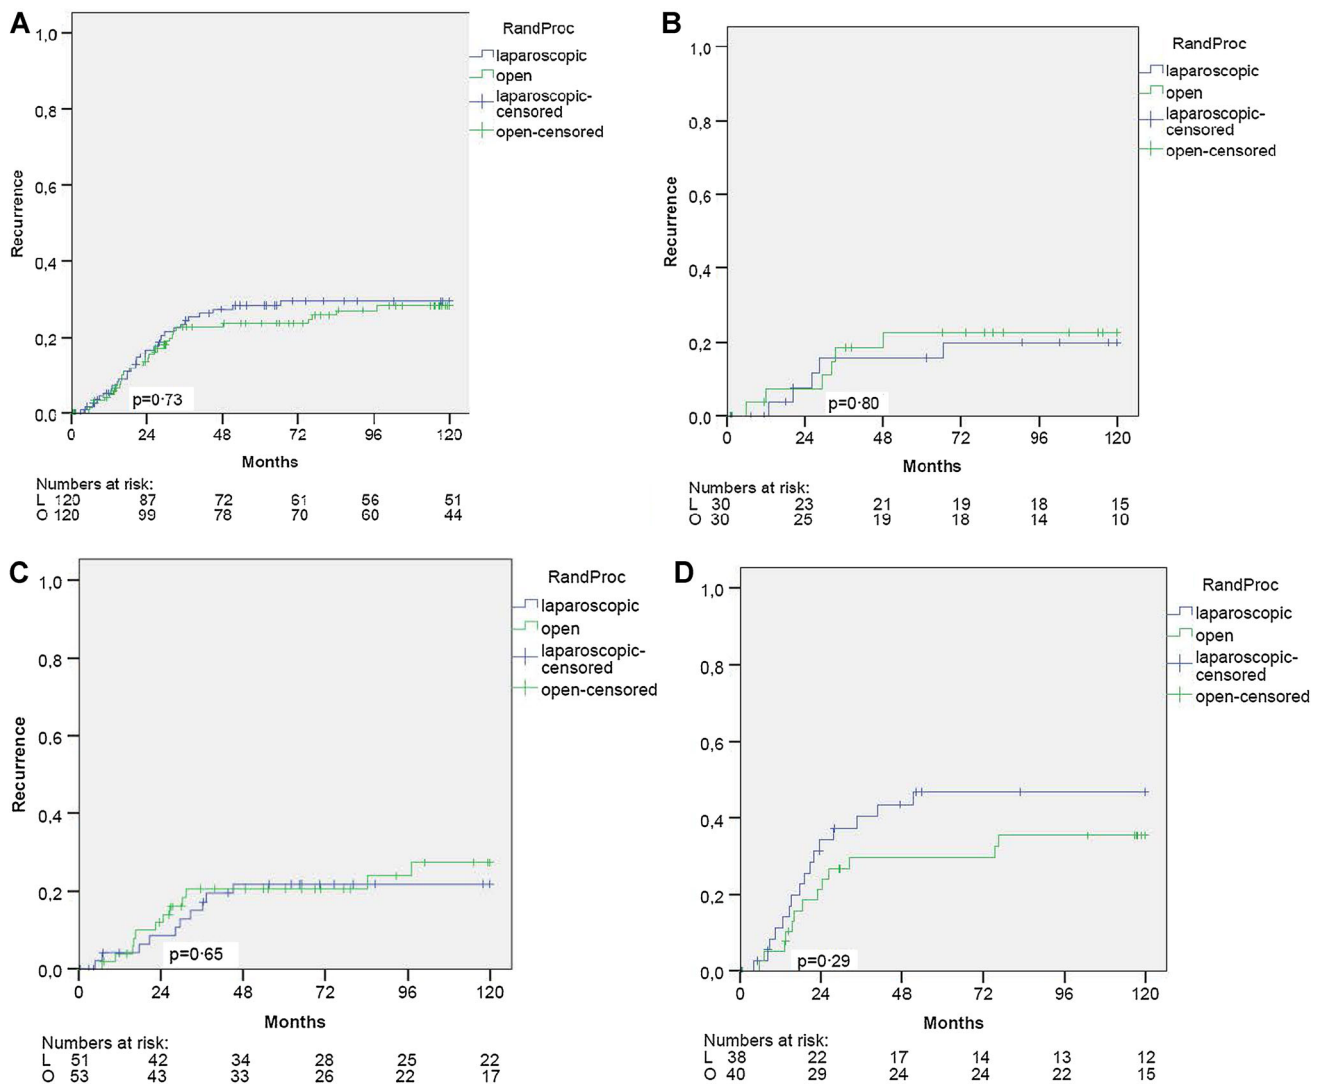 A
RandProc
laparoscopic
open
laparoscopic-
censored
open-censored
Recurrence
1,0
0,8
0,6
0,4
0,2
0,0
p=0·73
0 24 48 72 96 120
Months
Numbers at risk:
L 120 87 72 61 56 51
O 120 99 78 70 60 44
B
RandProc
laparoscopic
open
laparoscopic-
censored
open-censored
Recurrence
1,0
0,8
0,6
0,4
0,2
0,0
p=0·80
0 24 48 72 96 120
Months
Numbers at risk:
L 30 23 21 19 18 15
O 30 25 19 18 14 10
C
RandProc
laparoscopic
open
laparoscopic-
censored
open-censored
Recurrence
1,0
0,8
0,6
0,4
0,2
0,0
p=0·65
0 24 48 72 96 120
Months
Numbers at risk:
L 51 42 34 28 25 22
O 53 43 33 26 22 17
D
RandProc
laparoscopic
open
laparoscopic-
censored
open-censored
1,0
0,8
0,6
0,4
0,2
0,0
p=0·29
0 24 48 72 96 120
Months
Numbers at risk:
L 38 22 17 14 13 12
O 40 29 24 24 22 15